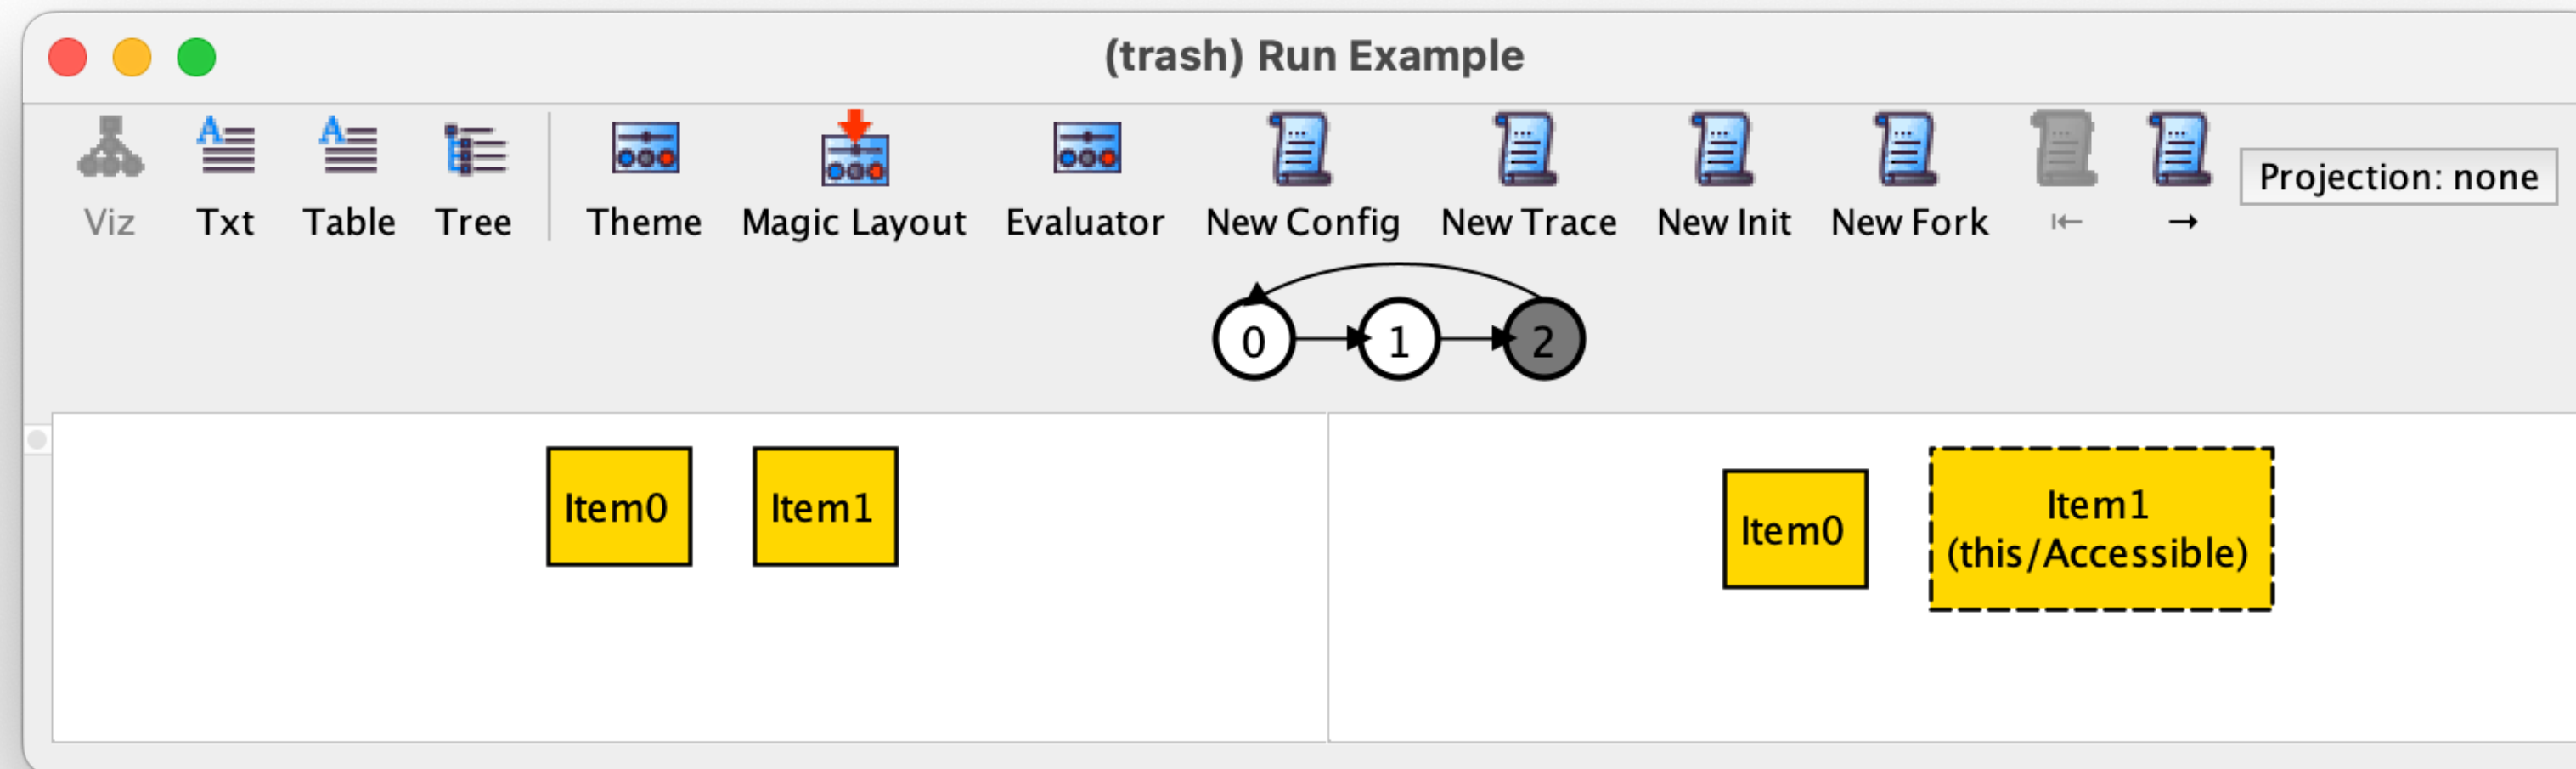 (trash) Run Example
Viz Txt Table Tree Theme Magic Layout Evaluator New Config New Trace New Init New Fork |← → Projection: none
0 1 2
Item0 Item1 Item0 Item1
(this/Accessible)